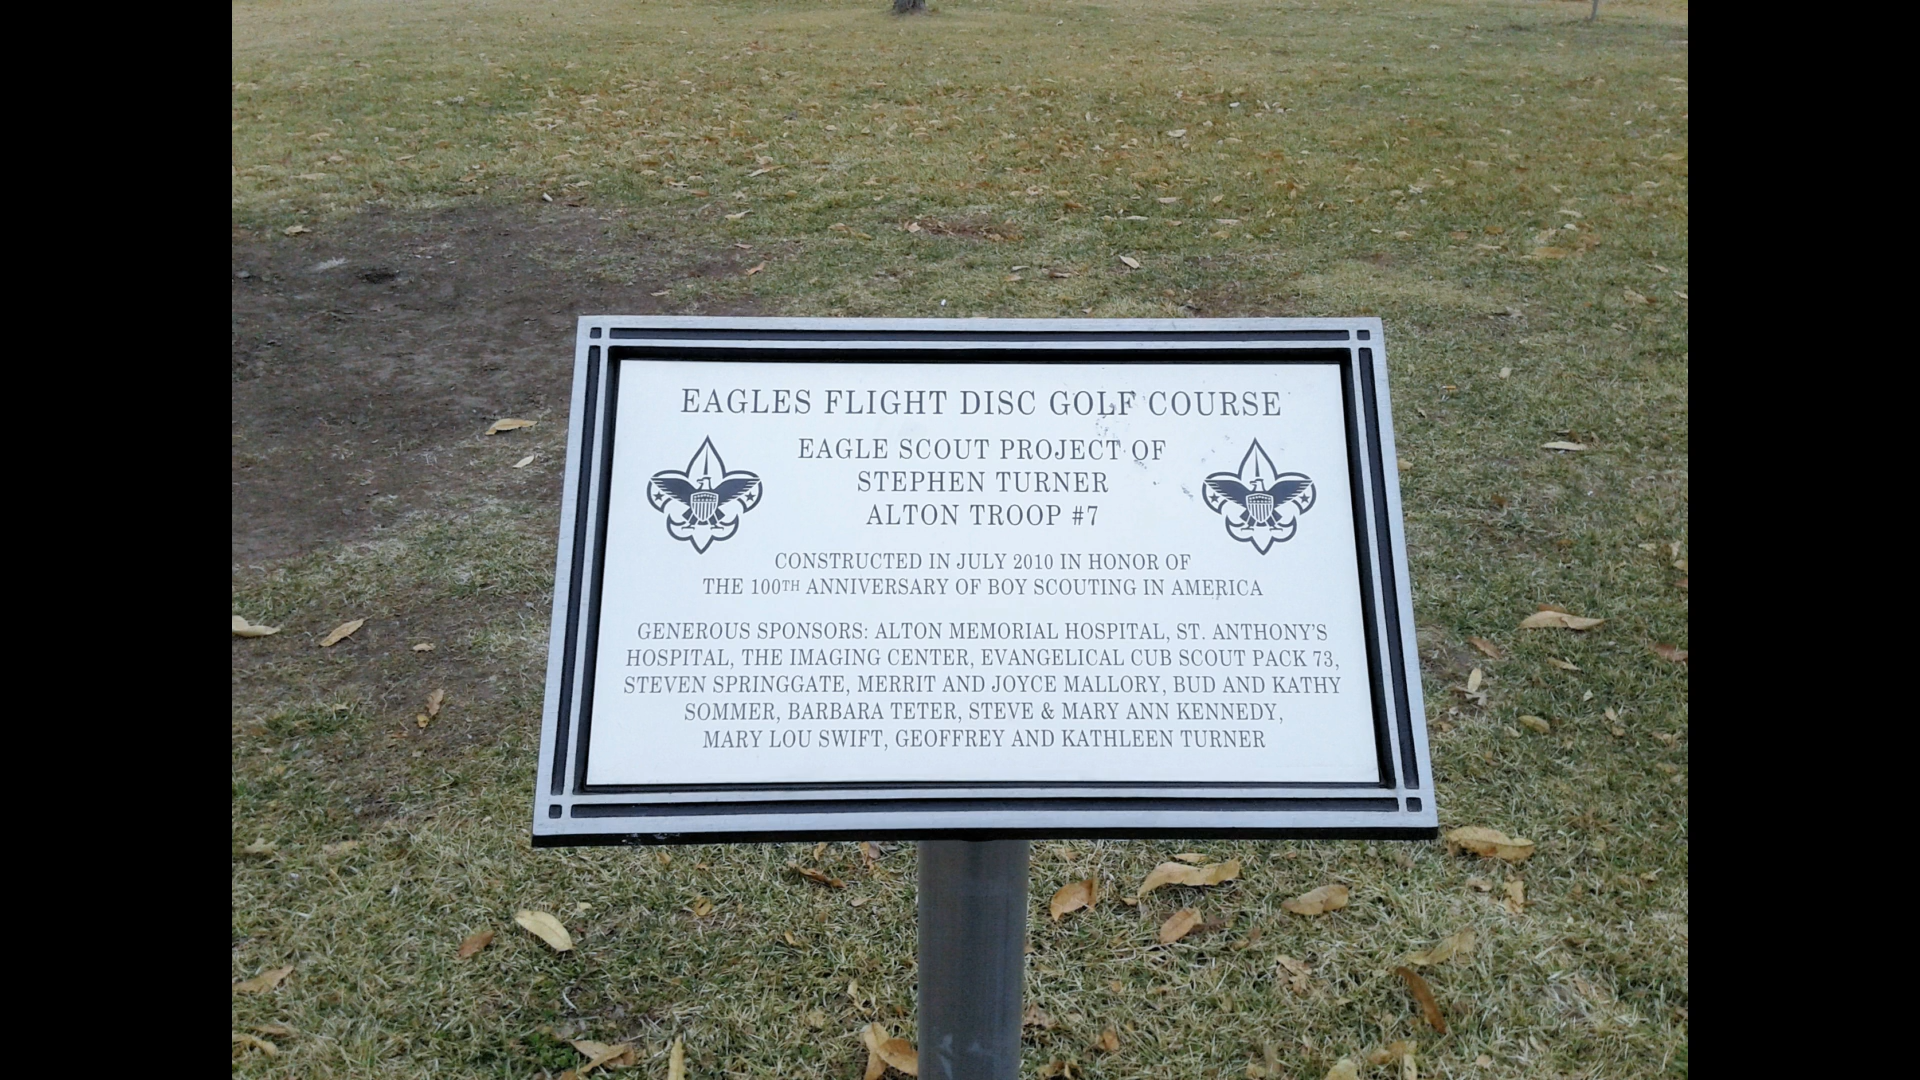 EAGLES FLIGHT DISC GOLF COURSE
EAGLE SCOUT PROJECT OF
STEPHEN TURNER
ALTON TROOP #7
CONSTRUCTED IN JULY 2010 IN HONOR OF
THE 100TH ANNIVERSARY OF BOY SCOUTING IN AMERICA
GENEROUS SPONSORS: ALTON MEMORIAL HOSPITAL, ST. ANTHONY'S
HOSPITAL, THE IMAGING CENTER, EVANGELICAL CUB SCOUT PACK 73,
STEVEN SPRINGGATE, MERRIT AND JOYCE MALLORY, BUD AND KATHY
SOMMER, BARBARA TETER, STEVE & MARY ANN KENNEDY,
MARY LOU SWIFT, GEOFFREY AND KATHLEEN TURNER